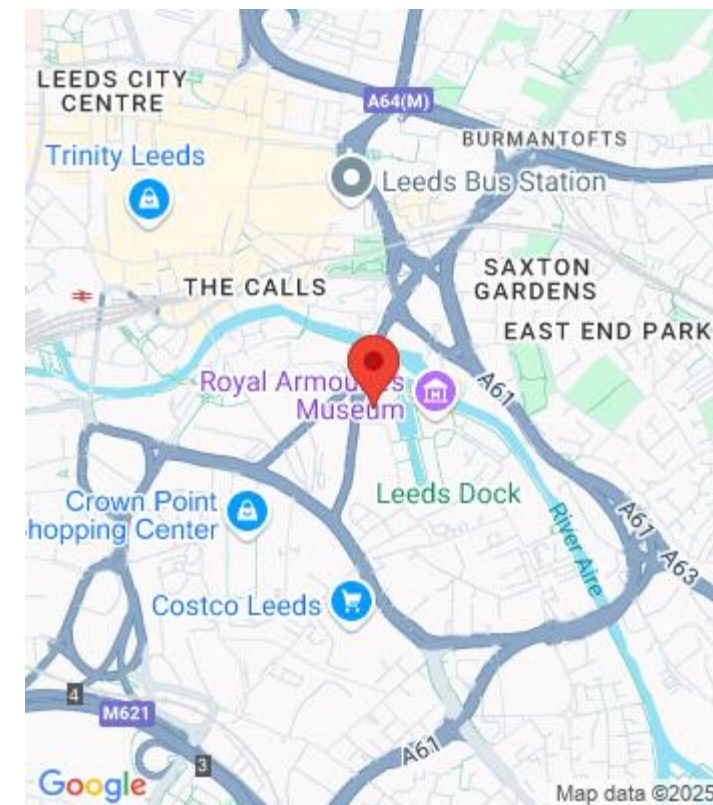 LEEDS CITY
CENTRE
A64(M)
BURMANTOFTS
Trinity Leeds
Leeds Bus Station
THE CALLS
SAXTON
GARDENS
EAST END PARK
Royal Armouries
Museum
A61
Crown Point
hopping Center
Leeds Dock
River Aire
A61
A63
Costco Leeds
4
M621
3
A61
Google
Map data ©2025